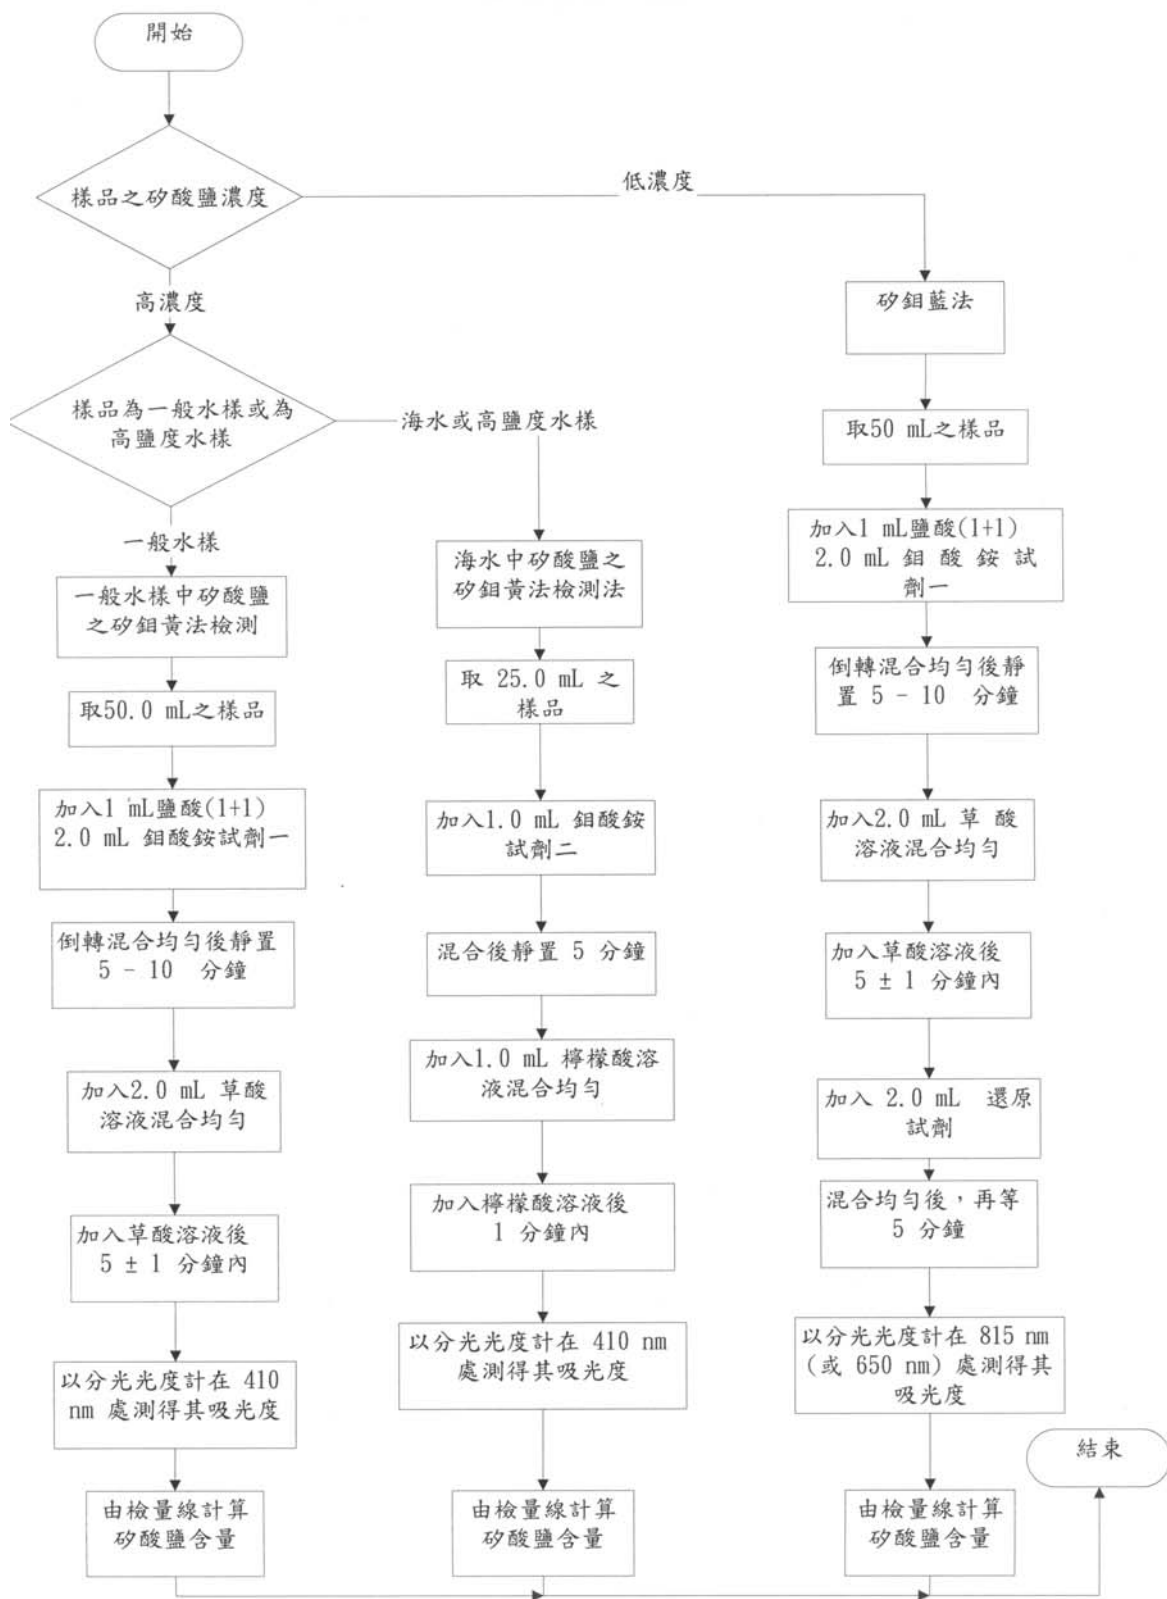 開始
樣品之矽酸鹽濃度
低濃度
高濃度
樣品為一般水樣或為
高鹽度水樣
海水或高鹽度水樣
一般水樣
一般水樣中矽酸鹽
之矽鉬黃法檢測
取50.0 mL之樣品
加入1 mL鹽酸(1+1)
2.0 mL 鉬酸銨試劑一
倒轉混合均勻後靜置
5 - 10 分鐘
加入2.0 mL 草酸
溶液混合均勻
加入草酸溶液後
5 ± 1 分鐘內
以分光光度計在 410
nm 處測得其吸光度
由檢量線計算
矽酸鹽含量
海水中矽酸鹽之
矽鉬黃法檢測法
取 25.0 mL 之
樣品
加入1.0 mL 鉬酸銨
試劑二
混合後靜置 5 分鐘
加入1.0 mL 檸檬酸溶
液混合均勻
加入檸檬酸溶液後
1 分鐘內
以分光光度計在 410 nm
處測得其吸光度
由檢量線計算
矽酸鹽含量
矽鉬藍法
取50 mL之樣品
加入1 mL鹽酸(1+1)
2.0 mL 鉬 酸 銨 試
劑一
倒轉混合均勻後靜
置 5 - 10 分鐘
加入2.0 mL 草 酸
溶液混合均勻
加入草酸溶液後
5 ± 1 分鐘內
加入 2.0 mL 還原
試劑
混合均勻後，再等
5 分鐘
以分光光度計在 815 nm
(或 650 nm) 處測得其
吸光度
由檢量線計算
矽酸鹽含量
結束